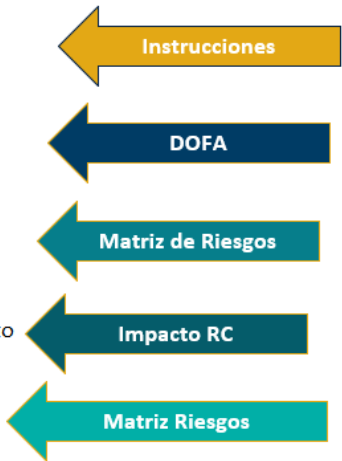 Instrucciones
DOFA
Matriz de Riesgos
Impacto RC
Matriz Riesgos